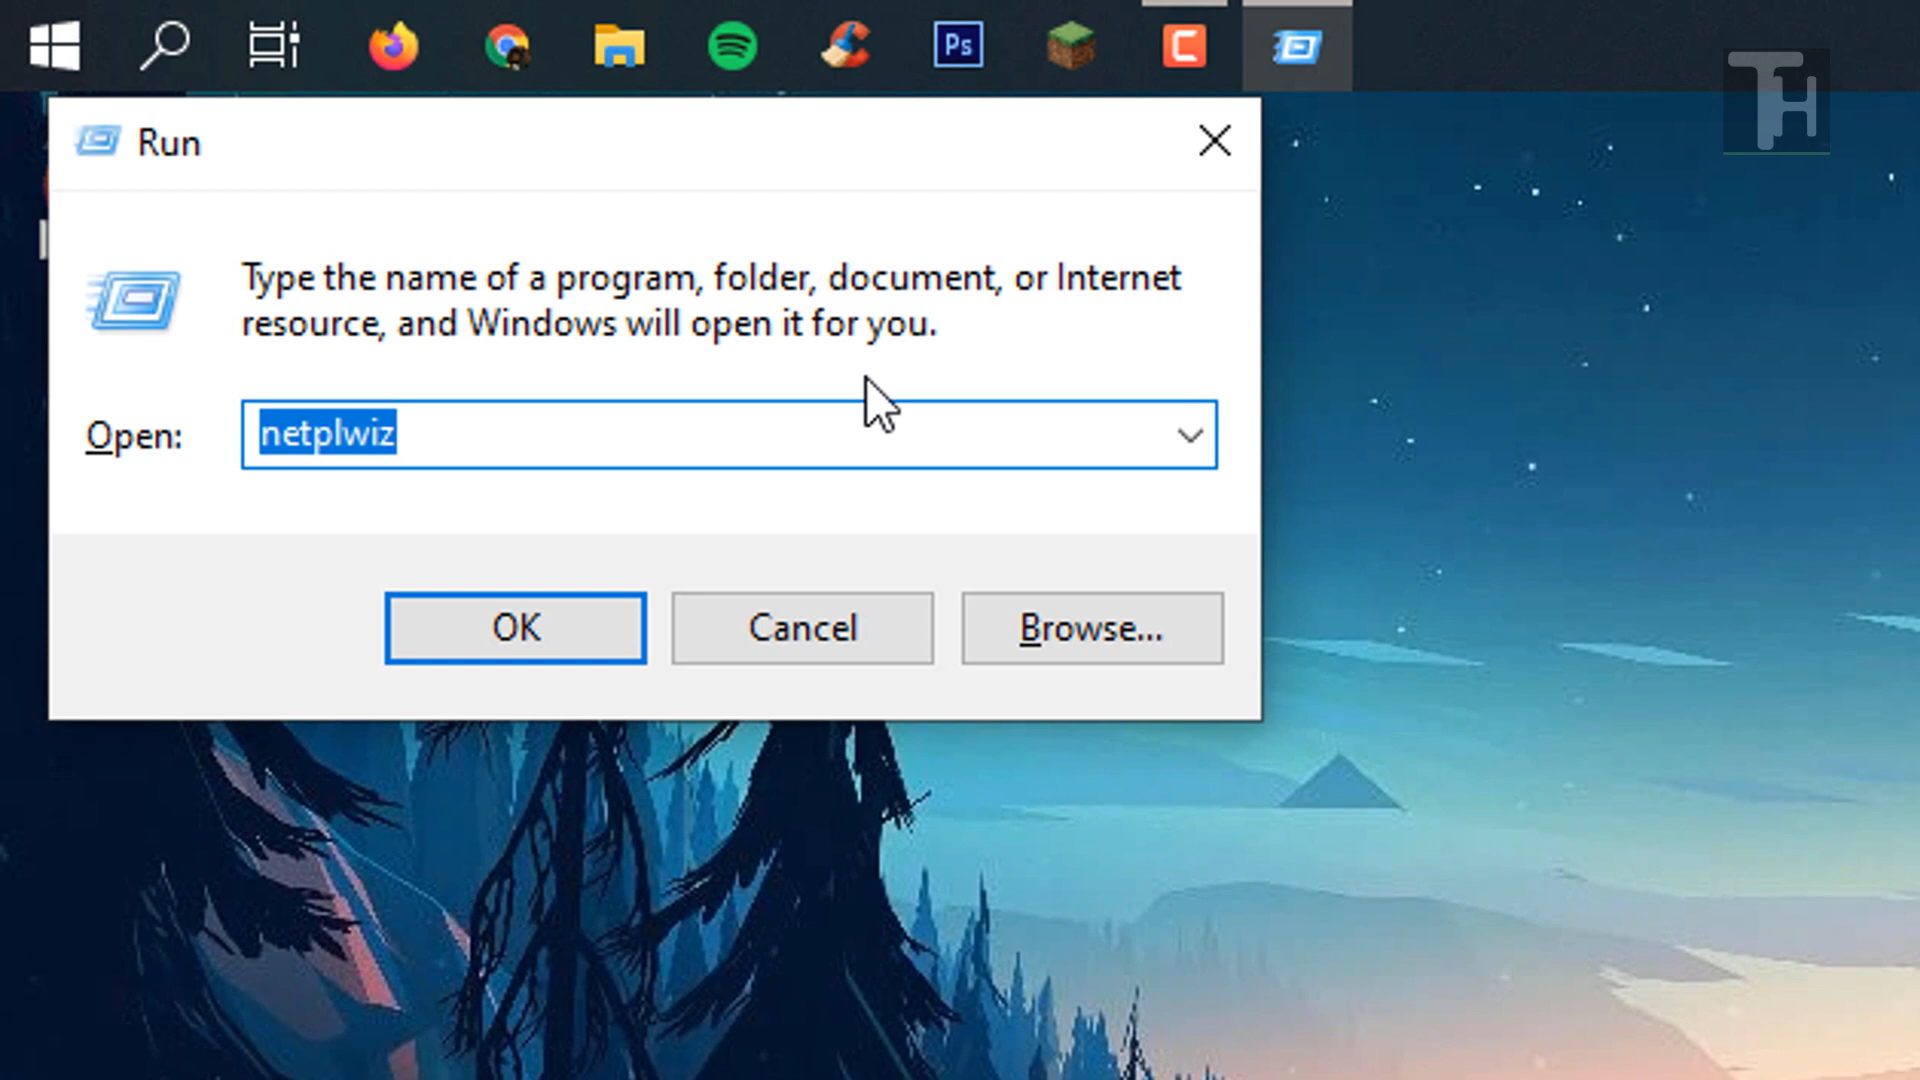 Ps
TH
Run
Type the name of a program, folder, document, or Internet
resource, and Windows will open it for you.
Open:
netplwiz
OK
Cancel
Browse...